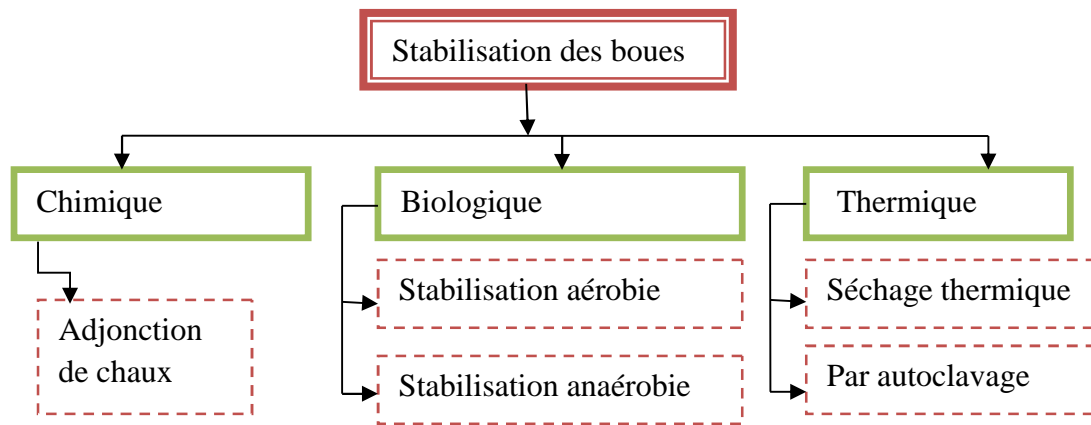 Stabilisation des boues
Chimique
Biologique
Thermique
Adjonction
de chaux
Stabilisation aérobie
Stabilisation anaérobie
Séchage thermique
Par autoclavage